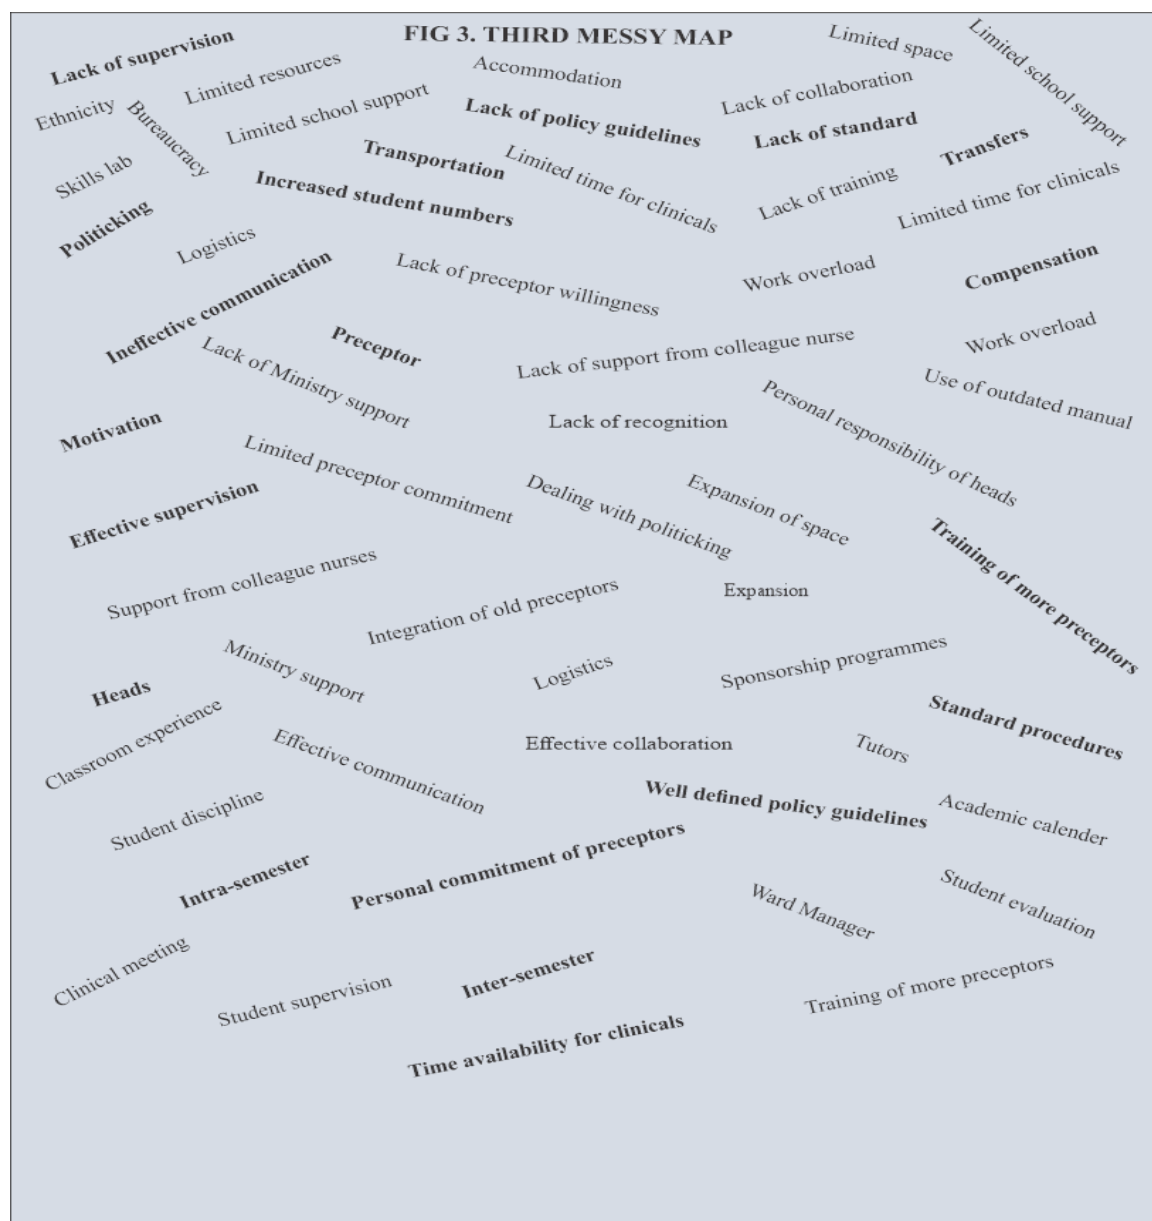 FIG 3. THIRD MESSY MAP
Lack of supervision
Limited space
Limited school support
Limited resources
Accommodation
Lack of collaboration
Ethnicity
Bureaucracy
Limited school support
Lack of policy guidelines
Lack of standard
Transfers
Skills lab
Transportation
Limited time for clinicals
Lack of training
Limited time for clinicals
Increased student numbers
Politicking
Logistics
Lack of preceptor willingness
Work overload
Compensation
Ineffective communication
Preceptor
Lack of support from colleague nurse
Work overload
Lack of Ministry support
Use of outdated manual
Motivation
Lack of recognition
Personal responsibility of heads
Limited preceptor commitment
Effective supervision
Dealing with politicking
Expansion of space
Training of more preceptors
Support from colleague nurses
Integration of old preceptors
Expansion
Ministry support
Logistics
Sponsorship programmes
Heads
Classroom experience
Effective communication
Effective collaboration
Tutors
Standard procedures
Student discipline
Well defined policy guidelines
Academic calender
Intra-semester
Personal commitment of preceptors
Ward Manager
Student evaluation
Clinical meeting
Student supervision
Inter-semester
Training of more preceptors
Time availability for clinicals